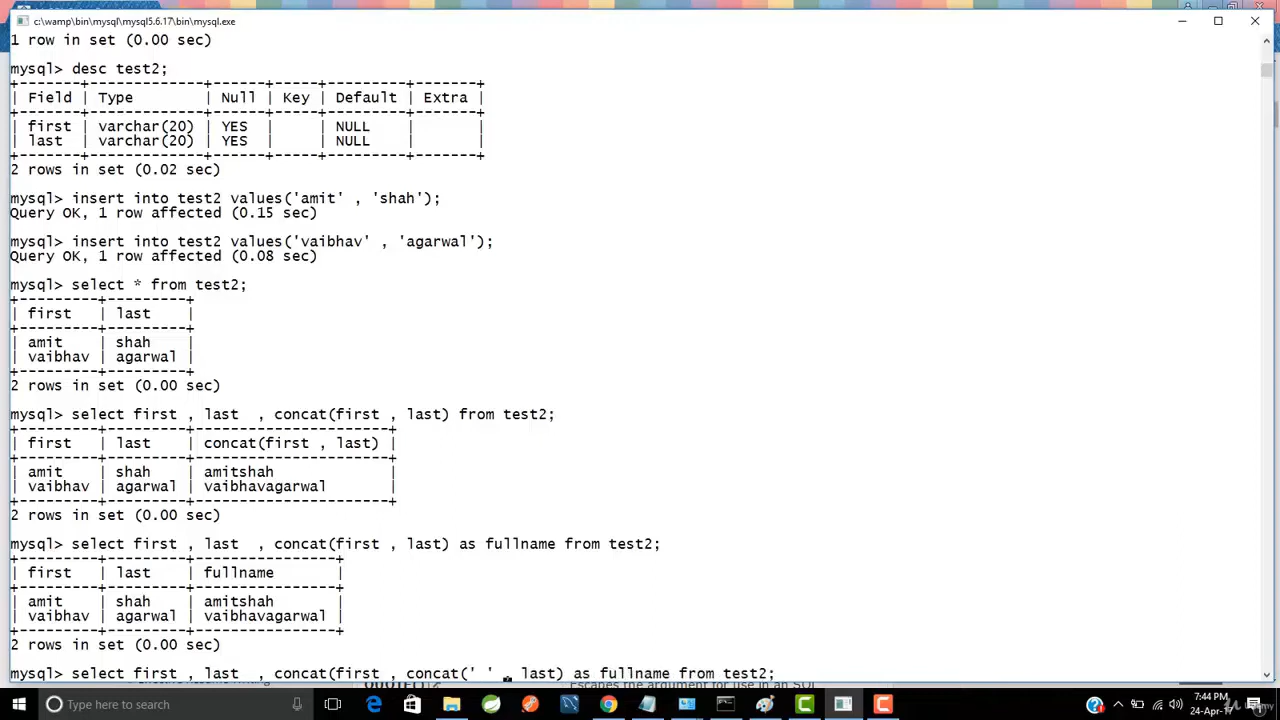 c:\wamp\bin\mysql\mysql5.6.17\bin\mysql.exe
1 row in set (0.00 sec)
mysql> desc test2;
+-------+-------------+------+-----+---------+-------+
| Field | Type        | Null | Key | Default | Extra |
+-------+-------------+------+-----+---------+-------+
| first | varchar(20) | YES  |     | NULL    |       |
| last  | varchar(20) | YES  |     | NULL    |       |
+-------+-------------+------+-----+---------+-------+
2 rows in set (0.02 sec)
mysql> insert into test2 values('amit' , 'shah');
Query OK, 1 row affected (0.15 sec)
mysql> insert into test2 values('vaibhav' , 'agarwal');
Query OK, 1 row affected (0.08 sec)
mysql> select * from test2;
+---------+---------+
| first   | last    |
+---------+---------+
| amit    | shah    |
| vaibhav | agarwal |
+---------+---------+
2 rows in set (0.00 sec)
mysql> select first , last  , concat(first , last) from test2;
+---------+---------+----------------------+
| first   | last    | concat(first , last) |
+---------+---------+----------------------+
| amit    | shah    | amitshah             |
| vaibhav | agarwal | vaibhavagarwal       |
+---------+---------+----------------------+
2 rows in set (0.00 sec)
mysql> select first , last  , concat(first , last) as fullname from test2;
+---------+---------+----------------+
| first   | last    | fullname       |
+---------+---------+----------------+
| amit    | shah    | amitshah       |
| vaibhav | agarwal | vaibhavagarwal |
+---------+---------+----------------+
2 rows in set (0.00 sec)
mysql> select first , last  , concat(first , concat(' ' , last) as fullname from test2;
Escapes the argument for use in an SQL
Type here to search
7:44 PM
24-Apr-17